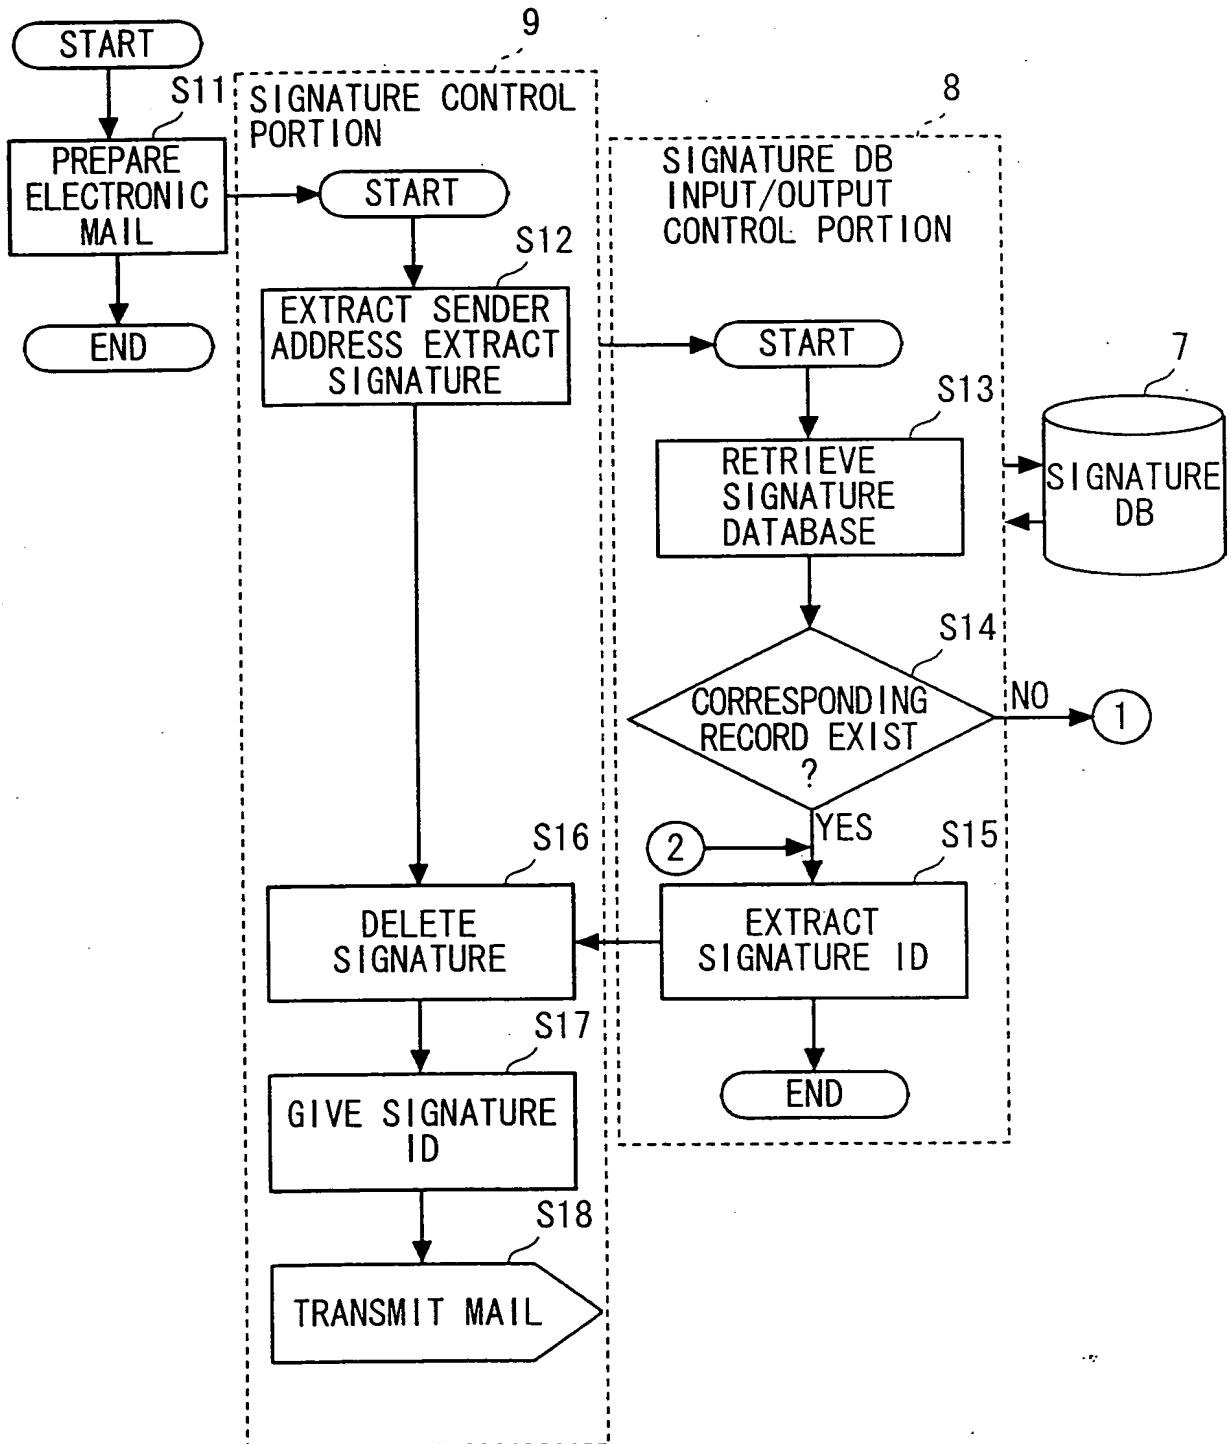 START
S11
PREPARE
ELECTRONIC
MAIL
END
9
SIGNATURE CONTROL
PORTION
START
S12
EXTRACT SENDER
ADDRESS EXTRACT
SIGNATURE
8
SIGNATURE DB
INPUT/OUTPUT
CONTROL PORTION
START
S13
RETRIEVE
SIGNATURE
DATABASE
7
SIGNATURE
DB
S14
CORRESPONDING
RECORD EXIST
?
NO
1
YES
2
S15
EXTRACT
SIGNATURE ID
END
S16
DELETE
SIGNATURE
S17
GIVE SIGNATURE
ID
S18
TRANSMIT MAIL